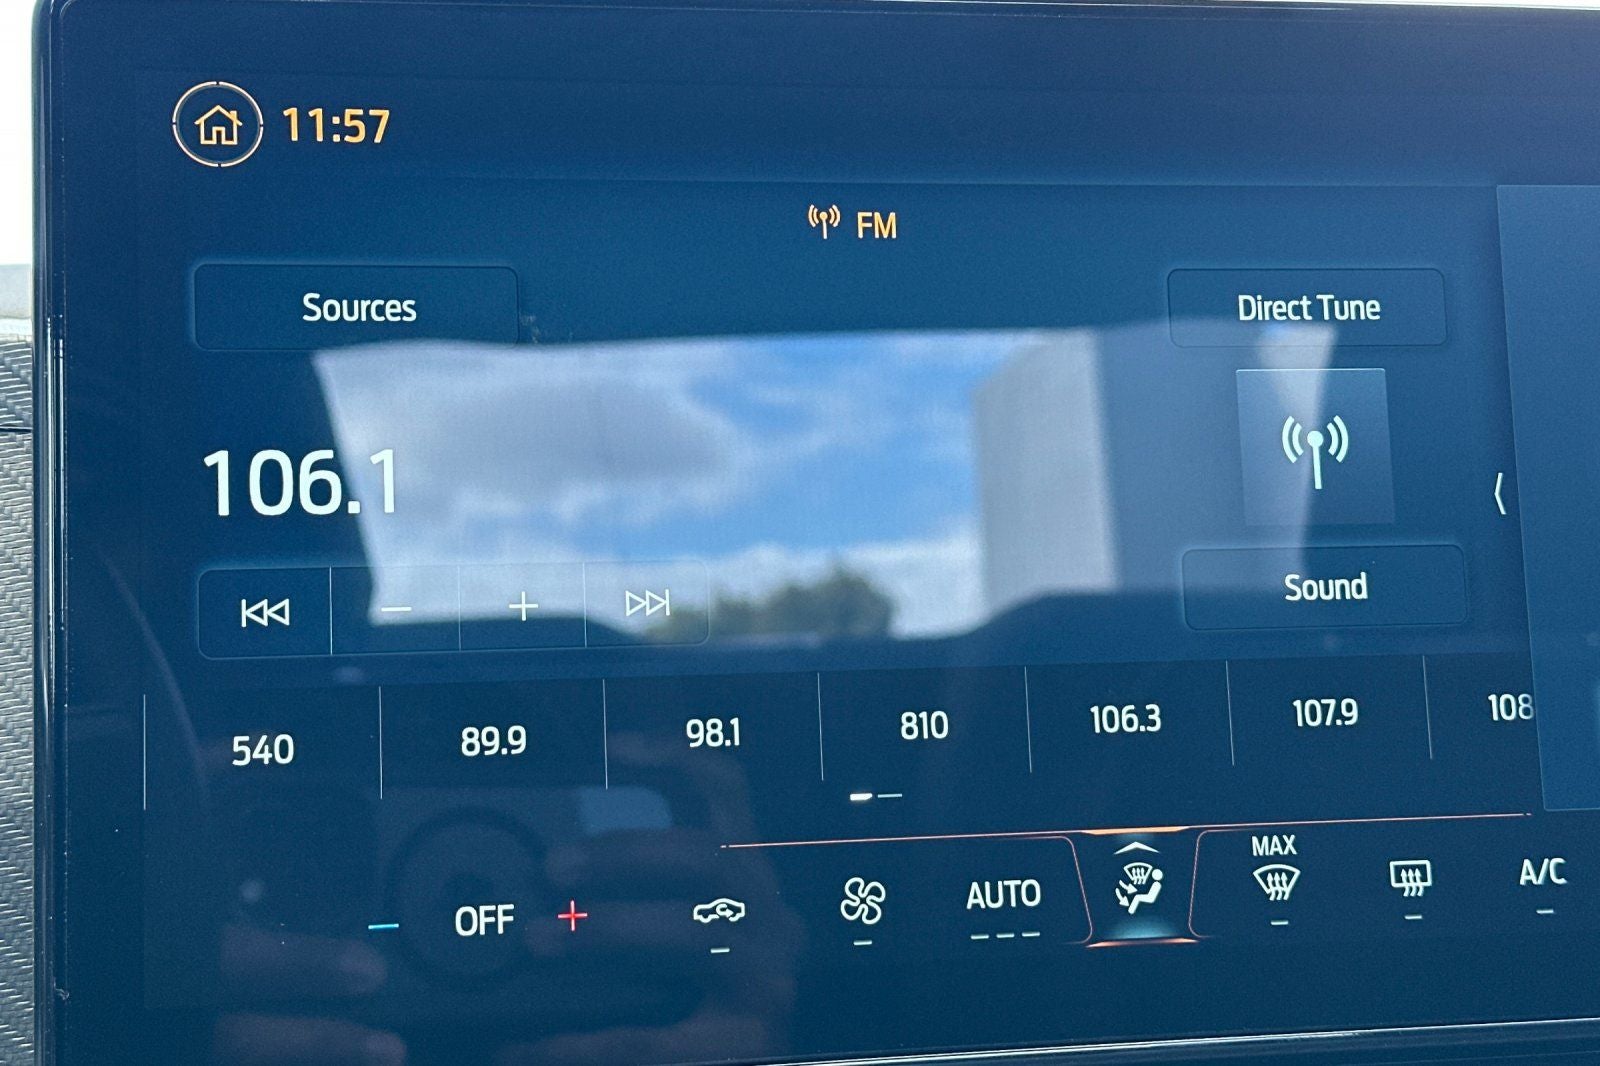 11:57
FM
Sources
Direct Tune
106.1
Sound
540 89.9 98.1 810 106.3 107.9 108
OFF AUTO MAX A/C